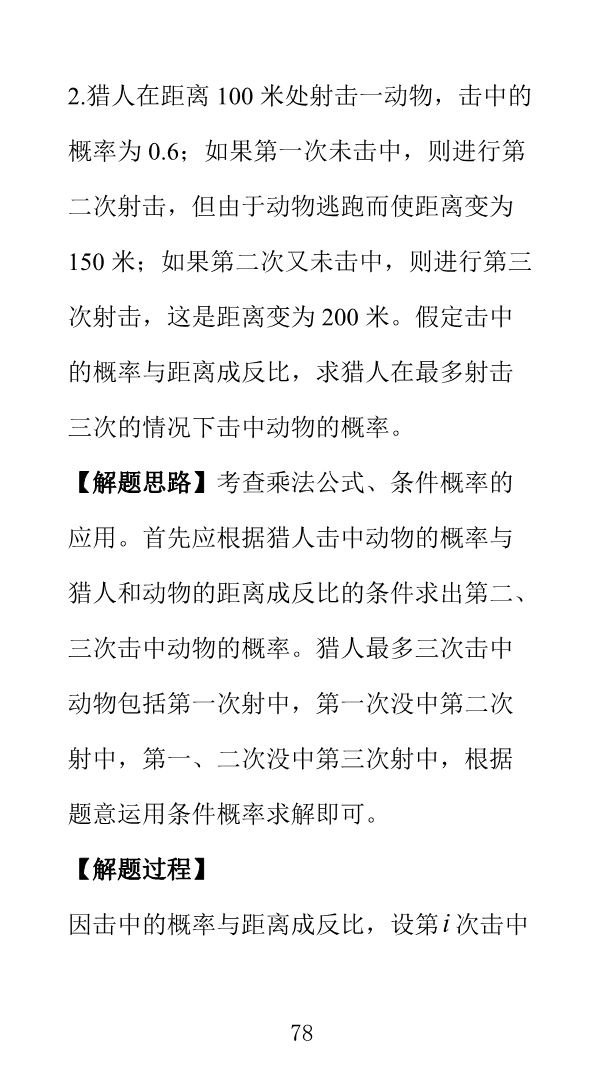 2.猎人在距离 100 米处射击一动物，击中的
概率为 0.6；如果第一次未击中，则进行第
二次射击，但由于动物逃跑而使距离变为
150 米；如果第二次又未击中，则进行第三
次射击，这是距离变为 200 米。假定击中
的概率与距离成反比，求猎人在最多射击
三次的情况下击中动物的概率。
【解题思路】考查乘法公式、条件概率的
应用。首先应根据猎人击中动物的概率与
猎人和动物的距离成反比的条件求出第二、
三次击中动物的概率。猎人最多三次击中
动物包括第一次射中，第一次没中第二次
射中，第一、二次没中第三次射中，根据
题意运用条件概率求解即可。
【解题过程】
因击中的概率与距离成反比，设第 i 次击中
78